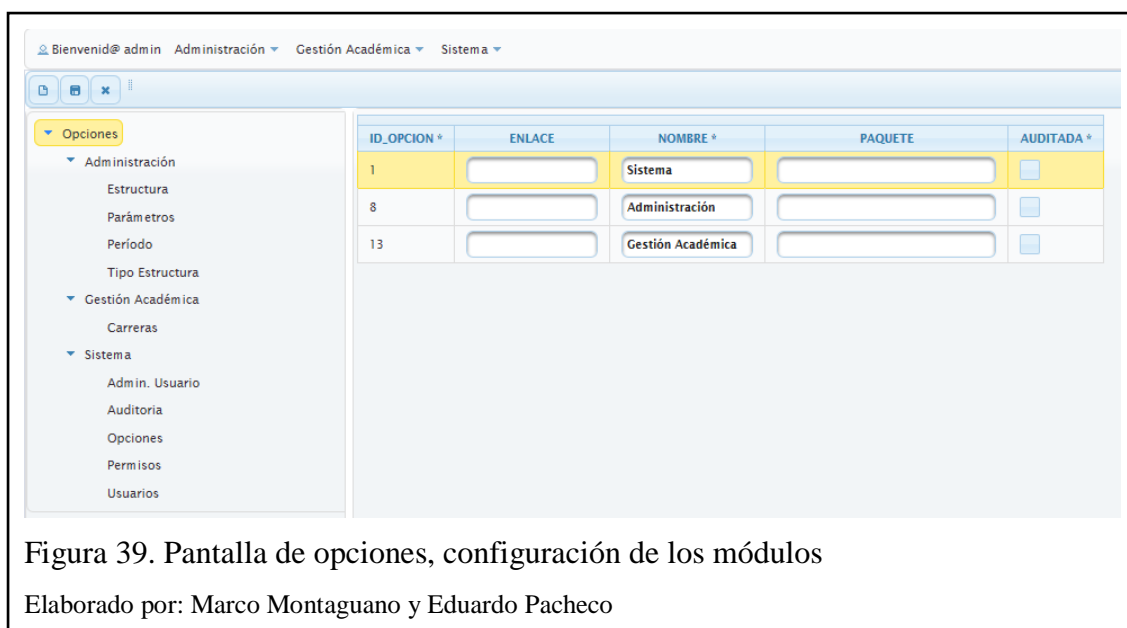 Bienvenid@ admin Administración Gestión Académica Sistema
Opciones
Administración
Estructura
Parámetros
Período
Tipo Estructura
Gestión Académica
Carreras
Sistema
Admin. Usuario
Auditoria
Opciones
Permisos
Usuarios
ID_OPCION * ENLACE NOMBRE * PAQUETE AUDITADA *
1 Sistema
8 Administración
13 Gestión Académica
Figura 39. Pantalla de opciones, configuración de los módulos
Elaborado por: Marco Montaguano y Eduardo Pacheco